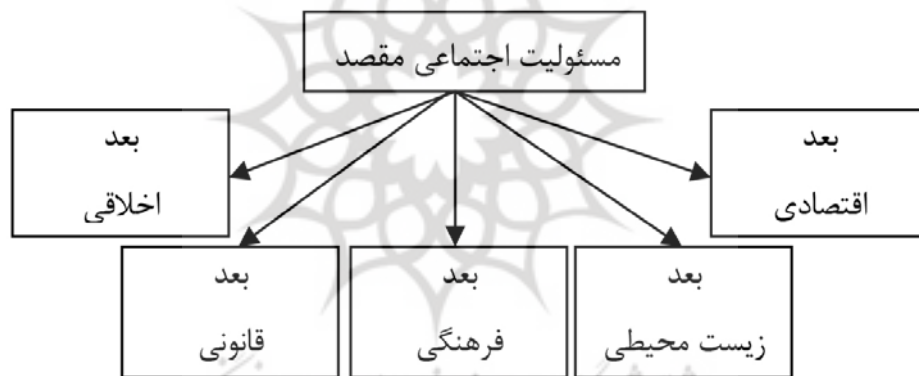 مسئولیت اجتماعی مقصد
بعد
اقتصادی
بعد
زیست محیطی
بعد
فرهنگی
بعد
قانونی
بعد
اخلاقی